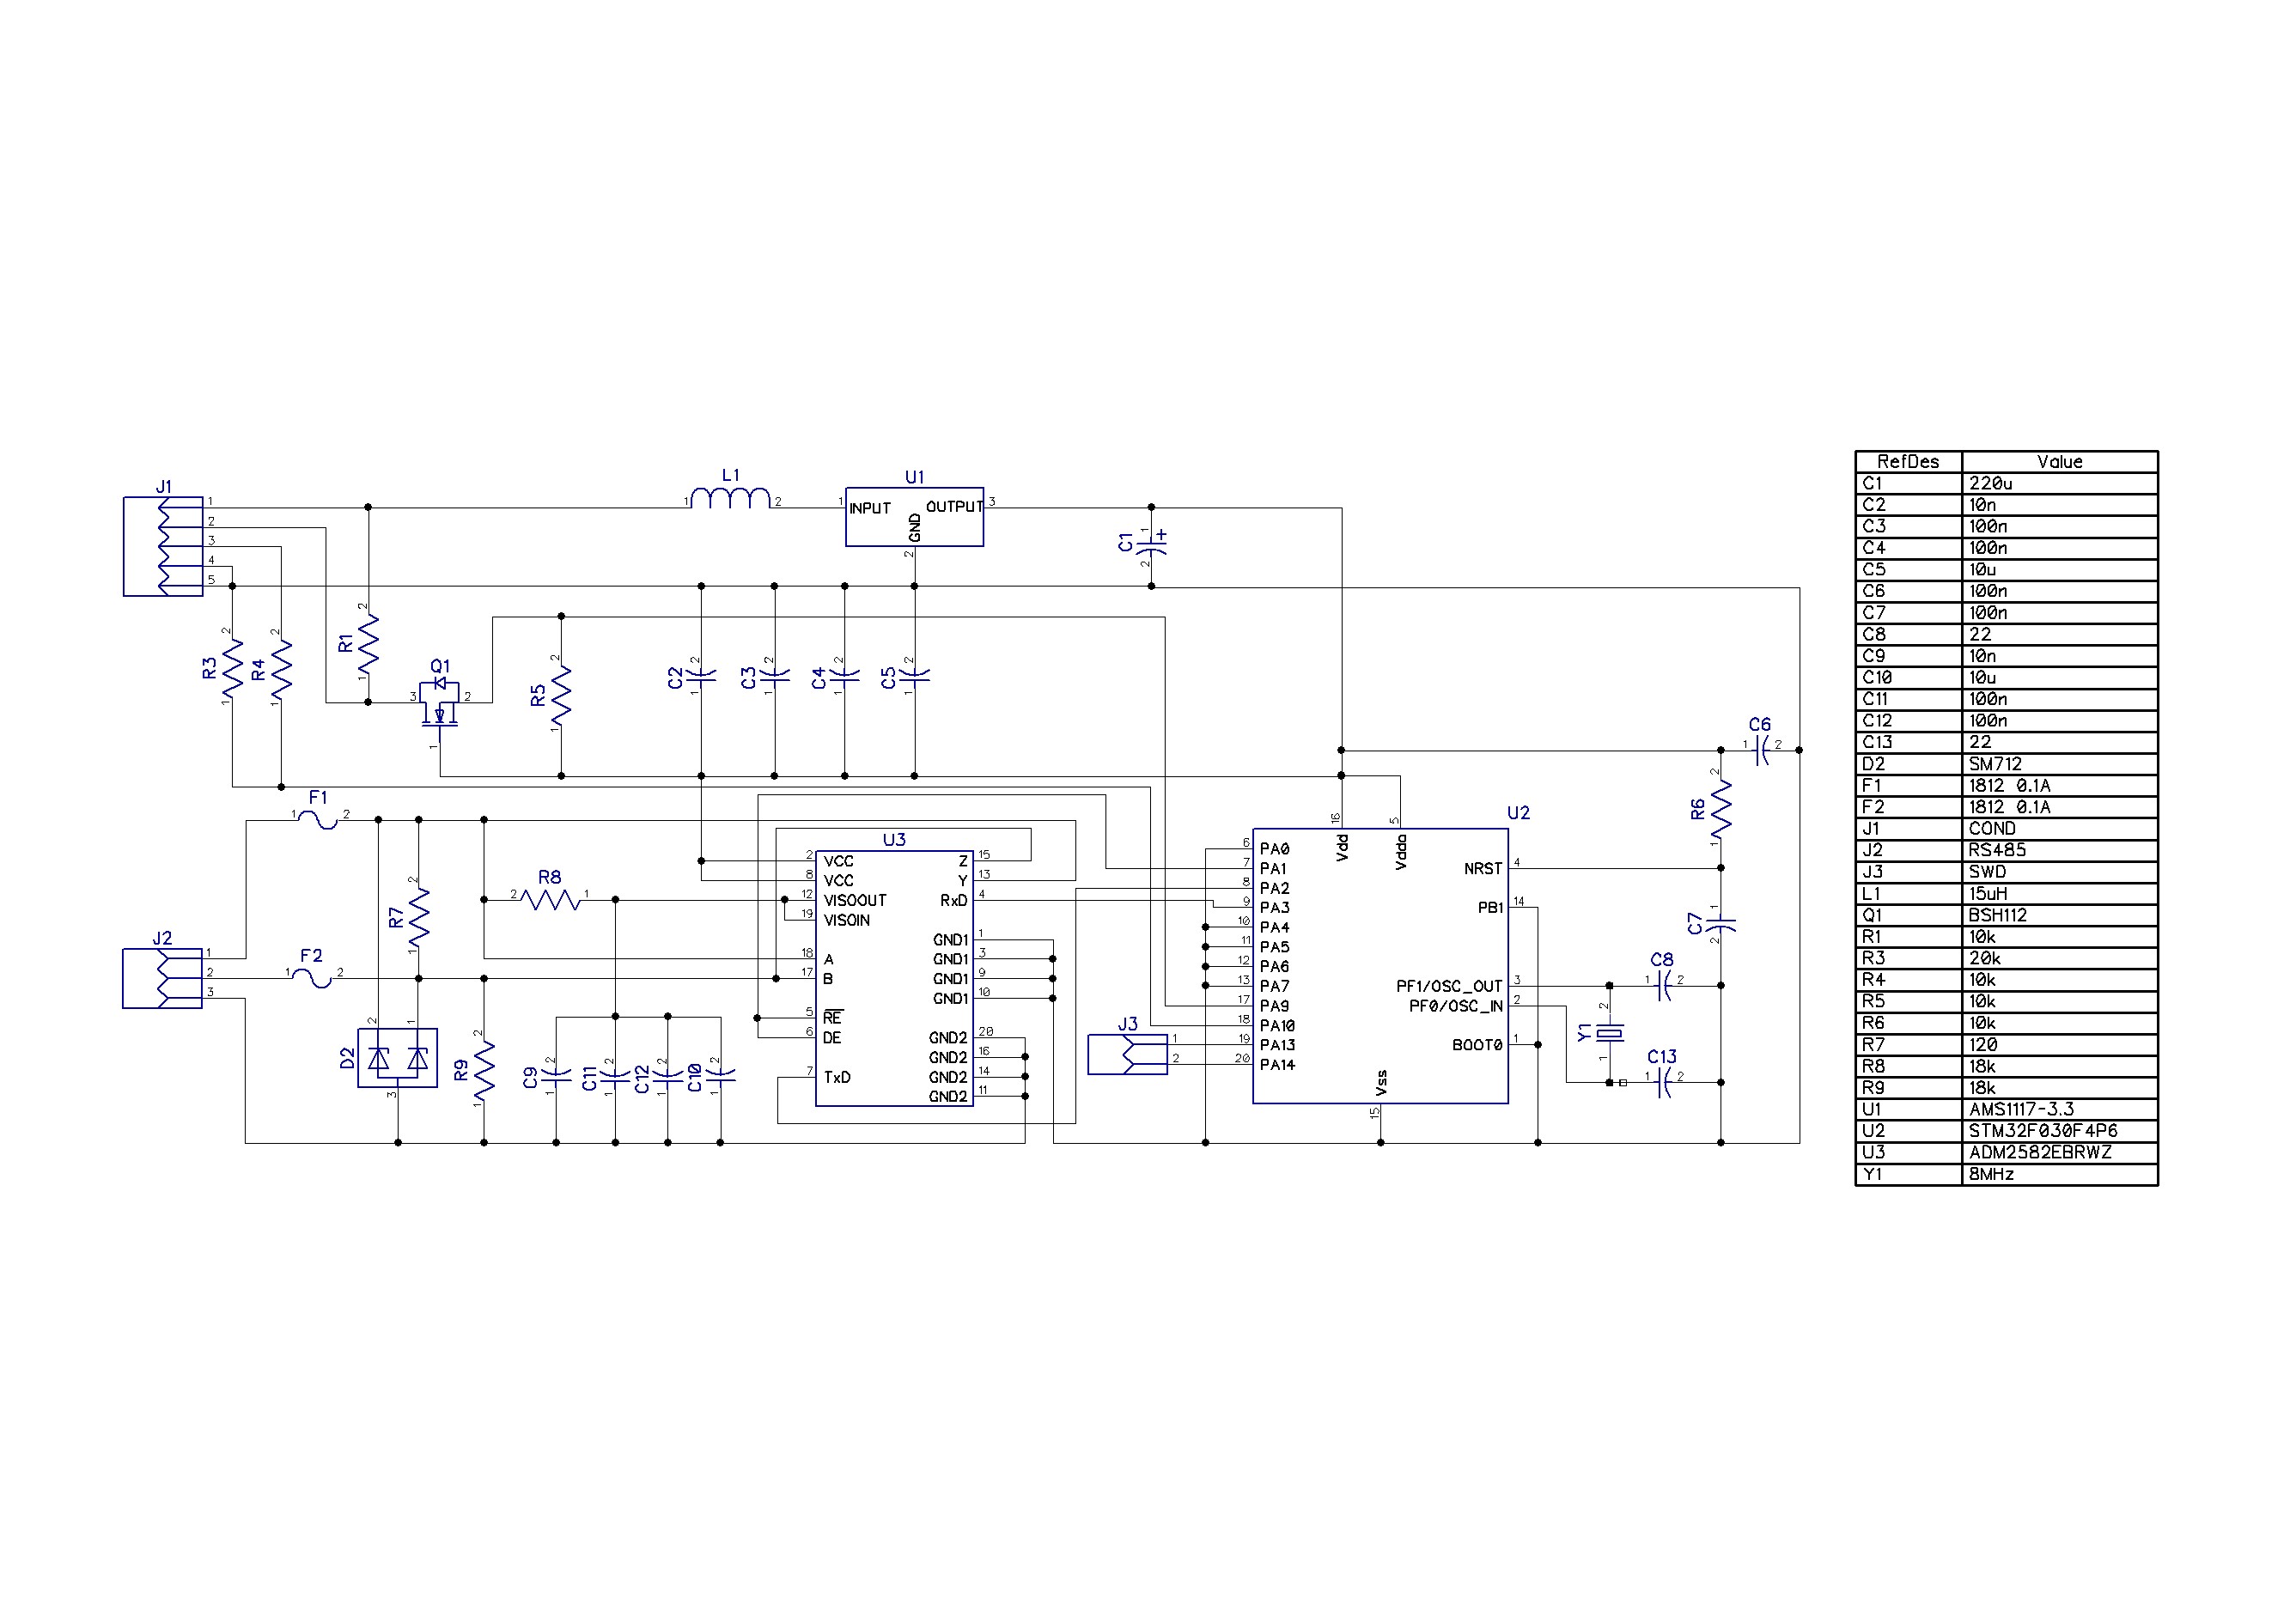 J1
1
2
3
4
5
L1
1
2
U1
1
INPUT
OUTPUT
3
GND
2
C1
1
+
2
R3
2
1
R4
2
1
R1
2
1
Q1
3
2
1
R5
2
1
C2
2
1
C3
2
1
C4
2
1
C5
2
1
C6
1
2
R6
2
1
C7
1
2
C8
1
2
C13
1
2
Y1
2
1
F1
1
2
F2
1
2
J2
1
2
3
R7
2
1
R8
2
1
D2
2
1
3
R9
2
1
C9
2
1
C11
2
1
C12
2
1
C10
2
1
U3
2 VCC
8 VCC
12 VISOOUT
19 VISOIN
18 A
17 B
5 RE
6 DE
7 TxD
Z 15
Y 13
RxD 4
GND1 1
GND1 3
GND1 9
GND1 10
GND2 20
GND2 16
GND2 14
GND2 11
J3
1
2
U2
16 Vdd
5 Vdda
6 PA0
7 PA1
8 PA2
9 PA3
10 PA4
11 PA5
12 PA6
13 PA7
17 PA9
18 PA10
19 PA13
20 PA14
NRST 4
PB1 14
PF1/OSC_OUT 3
PF0/OSC_IN 2
BOOT0 1
Vss
15
RefDes Value
C1 220u
C2 10n
C3 100n
C4 100n
C5 10u
C6 100n
C7 100n
C8 22
C9 10n
C10 10u
C11 100n
C12 100n
C13 22
D2 SM712
F1 1812 0.1A
F2 1812 0.1A
J1 COND
J2 RS485
J3 SWD
L1 15uH
Q1 BSH112
R1 10k
R3 20k
R4 10k
R5 10k
R6 10k
R7 120
R8 18k
R9 18k
U1 AMS1117-3.3
U2 STM32F030F4P6
U3 ADM2582EBRWZ
Y1 8MHz